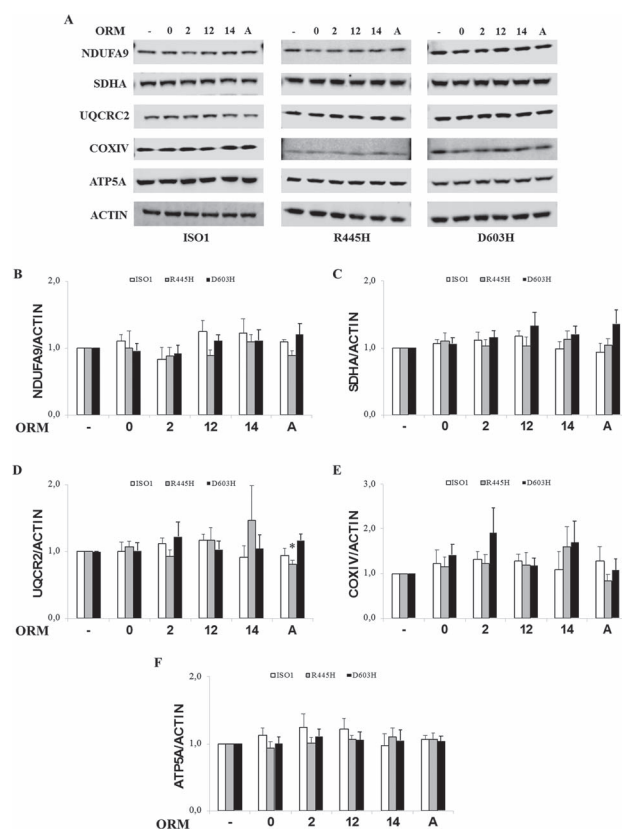 A
ORM - 0 2 12 14 A - 0 2 12 14 A - 0 2 12 14 A
NDUFA9
SDHA
UQCRC2
COXIV
ATP5A
ACTIN
ISO1 R445H D603H
B
ISO1 R445H D603H
NDUFA9/ACTIN
2,0
1,0
0,0
ORM - 0 2 12 14 A
C
ISO1 R445H D603H
SDHA/ACTIN
2,0
1,0
0,0
- 0 2 12 14 A
D
ISO1 R445H D603H
UQCR2/ACTIN
2,0
1,0
0,0
*
ORM - 0 2 12 14 A
E
ISO1 R445H D603H
COXIV/ACTIN
3,0
2,0
1,0
0,0
ORM - 0 2 12 14 A
F
ISO1 R445H D603H
ATP5A/ACTIN
2,0
1,0
0,0
ORM - 0 2 12 14 A